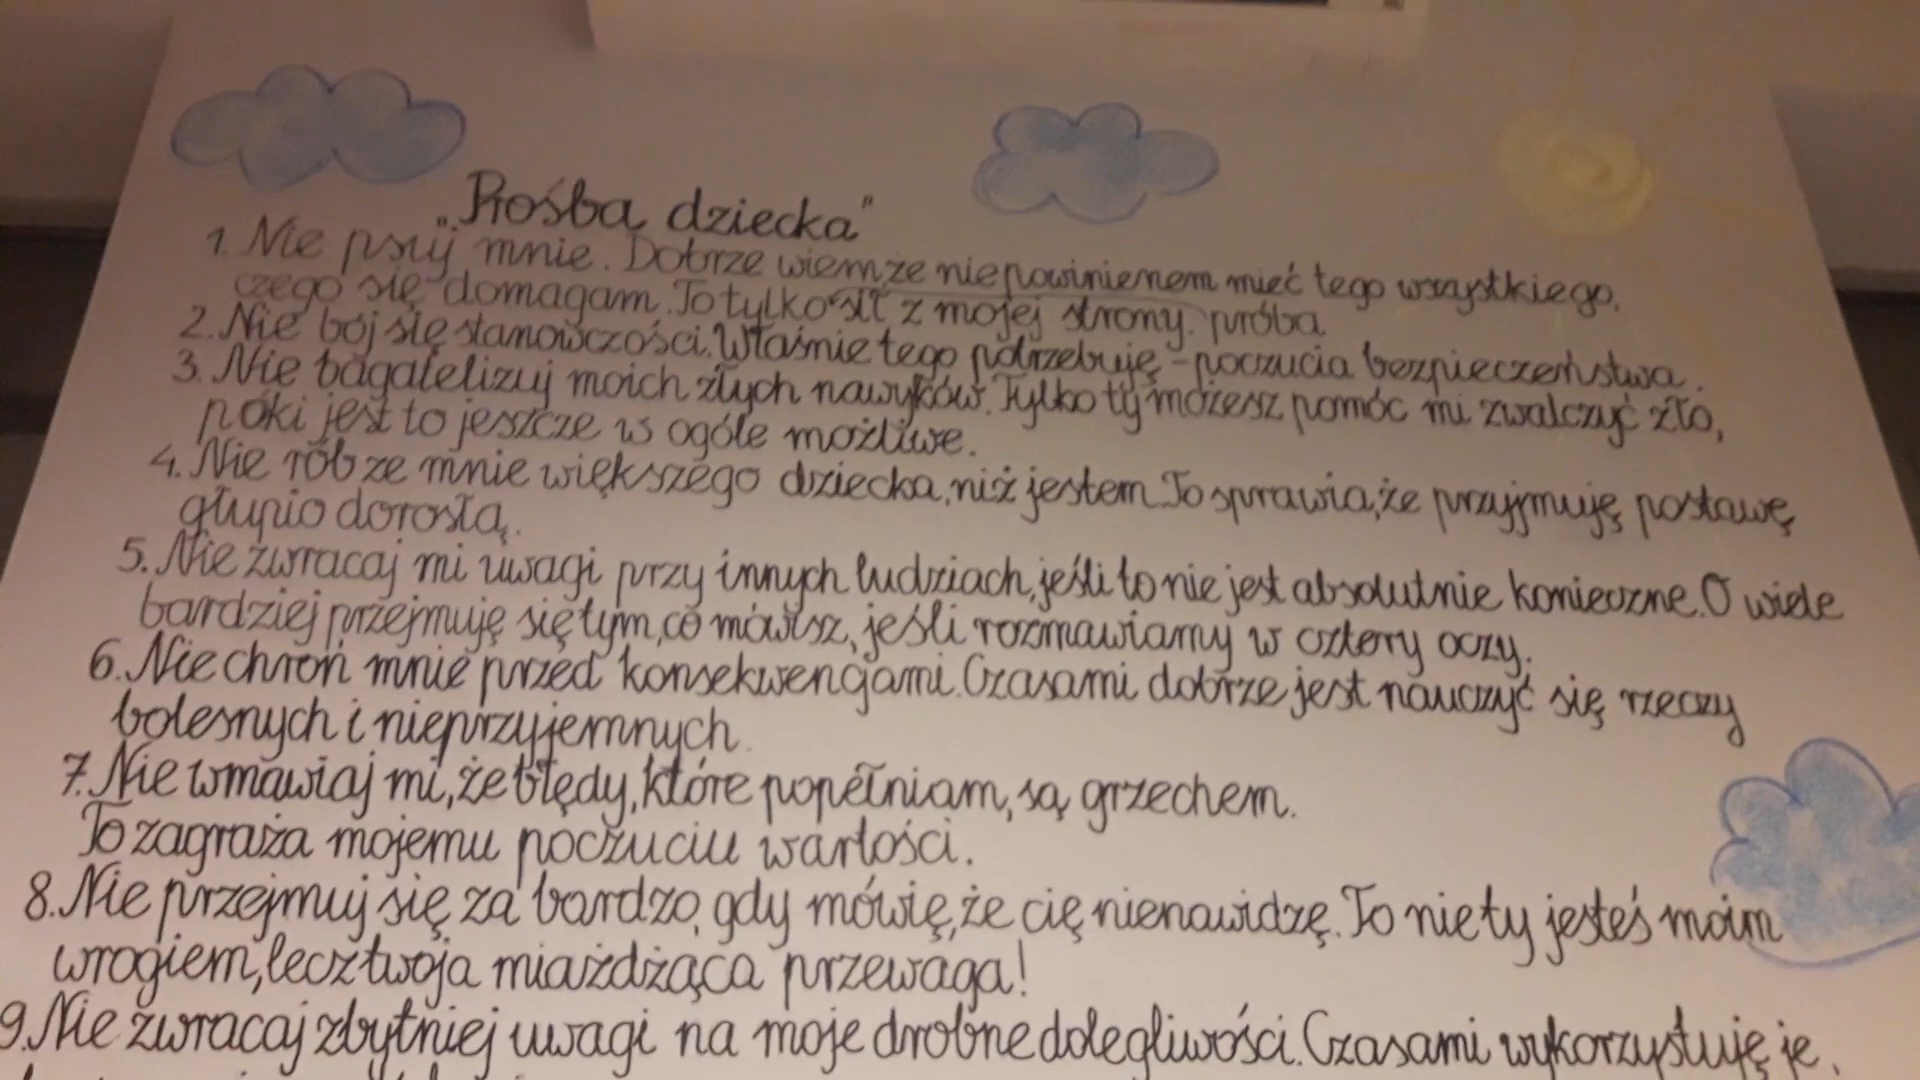 „Prośba dziecka"
1. Nie psuj mnie. Dobrze wiem, że nie powinienem mieć tego wszystkiego,
czego się domagam. To tylko z mojej strony. próba
2. Nie bój się stanowczości. Właśnie tego potrzebuję - poczucia bezpieczeństwa.
3. Nie bagatelizuj moich złych nawyków. Tylko ty możesz pomóc mi zwalczyć zło,
póki jest to jeszcze w ogóle możliwe.
4. Nie rób ze mnie większego dziecka, niż jestem. To sprawia, że przyjmuję postawę
głupio dorosłą.
5. Nie zwracaj mi uwagi przy innych ludziach, jeśli to nie jest absolutnie konieczne. O wiele
bardziej przejmuję się tym, co mówisz, jeśli rozmawiamy w cztery oczy.
6. Nie chroń mnie przed konsekwencjami. Czasami dobrze jest nauczyć się rzeczy
bolesnych i nieprzyjemnych.
7. Nie wmawiaj mi, że błędy, które popełniam, są grzechem.
To zagraża mojemu poczuciu wartości.
8. Nie przejmuj się za bardzo, gdy mówię, że cię nienawidzę. To nie ty jesteś moim
wrogiem, lecz twoja miażdżąca przewaga!
9. Nie zwracaj zbytniej uwagi na moje drobne dolegliwości. Czasami wykorzystuję je,